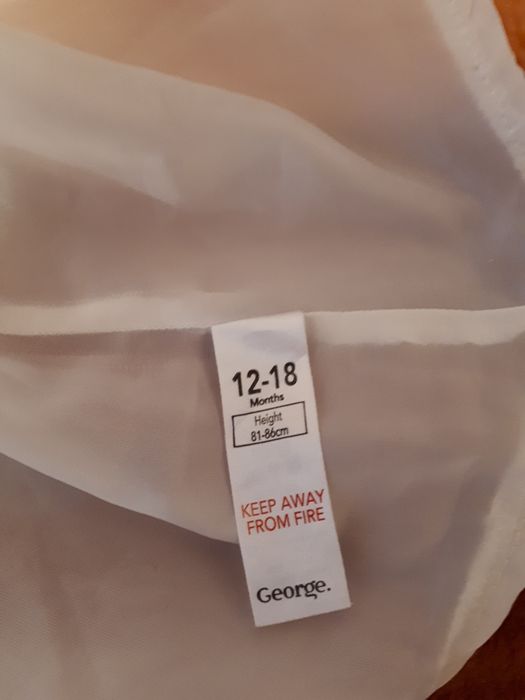 12-18
Months
Height
81-86cm
KEEP AWAY
FROM FIRE
George.